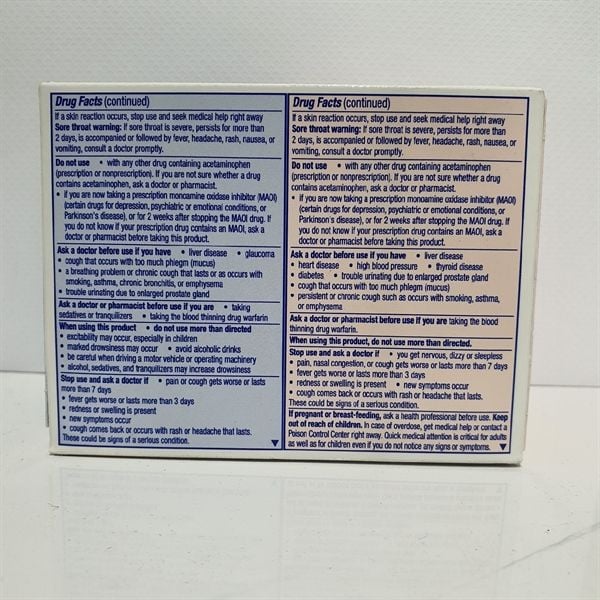 Drug Facts (continued)
If a skin reaction occurs, stop use and seek medical help right away
Sore throat warning: If sore throat is severe, persists for more than
2 days, is accompanied or followed by fever, headache, rash, nausea, or
vomiting, consult a doctor promptly.
Do not use • with any other drug containing acetaminophen
(prescription or nonprescription). If you are not sure whether a drug
contains acetaminophen, ask a doctor or pharmacist.
• if you are now taking a prescription monoamine oxidase inhibitor (MAOI)
(certain drugs for depression, psychiatric or emotional conditions, or
Parkinson's disease), or for 2 weeks after stopping the MAOI drug. If
you do not know if your prescription drug contains an MAOI, ask a
doctor or pharmacist before taking this product.
Ask a doctor before use if you have • liver disease • glaucoma
• cough that occurs with too much phlegm (mucus)
• a breathing problem or chronic cough that lasts or as occurs with
smoking, asthma, chronic bronchitis, or emphysema
• trouble urinating due to enlarged prostate gland
Ask a doctor or pharmacist before use if you are • taking
sedatives or tranquilizers • taking the blood thinning drug warfarin
When using this product • do not use more than directed
• excitability may occur, especially in children
• marked drowsiness may occur • avoid alcoholic drinks
• be careful when driving a motor vehicle or operating machinery
• alcohol, sedatives, and tranquilizers may increase drowsiness
Stop use and ask a doctor if • pain or cough gets worse or lasts
more than 7 days
• fever gets worse or lasts more than 3 days
• redness or swelling is present
• new symptoms occur
• cough comes back or occurs with rash or headache that lasts.
These could be signs of a serious condition.
Drug Facts (continued)
If a skin reaction occurs, stop use and seek medical help right away
Sore throat warning: If sore throat is severe, persists for more than
2 days, is accompanied or followed by fever, headache, rash, nausea, or
vomiting, consult a doctor promptly.
Do not use • with any other drug containing acetaminophen
(prescription or nonprescription). If you are not sure whether a drug
contains acetaminophen, ask a doctor or pharmacist.
• if you are now taking a prescription monoamine oxidase inhibitor (MAOI)
(certain drugs for depression, psychiatric or emotional conditions, or
Parkinson's disease), or for 2 weeks after stopping the MAOI drug. If
you do not know if your prescription drug contains an MAOI, ask a
doctor or pharmacist before taking this product.
Ask a doctor before use if you have • liver disease
• heart disease • high blood pressure • thyroid disease
• diabetes • trouble urinating due to enlarged prostate gland
• cough that occurs with too much phlegm (mucus)
• persistent or chronic cough such as occurs with smoking, asthma,
or emphysema
Ask a doctor or pharmacist before use if you are taking the blood
thinning drug warfarin.
When using this product, do not use more than directed.
Stop use and ask a doctor if • you get nervous, dizzy or sleepless
• pain, nasal congestion, or cough gets worse or lasts more than 7 days
• fever gets worse or lasts more than 3 days
• redness or swelling is present • new symptoms occur
• cough comes back or occurs with rash or headache that lasts.
These could be signs of a serious condition.
If pregnant or breast-feeding, ask a health professional before use. Keep
out of reach of children. In case of overdose, get medical help or contact a
Poison Control Center right away. Quick medical attention is critical for adults
as well as for children even if you do not notice any signs or symptoms.